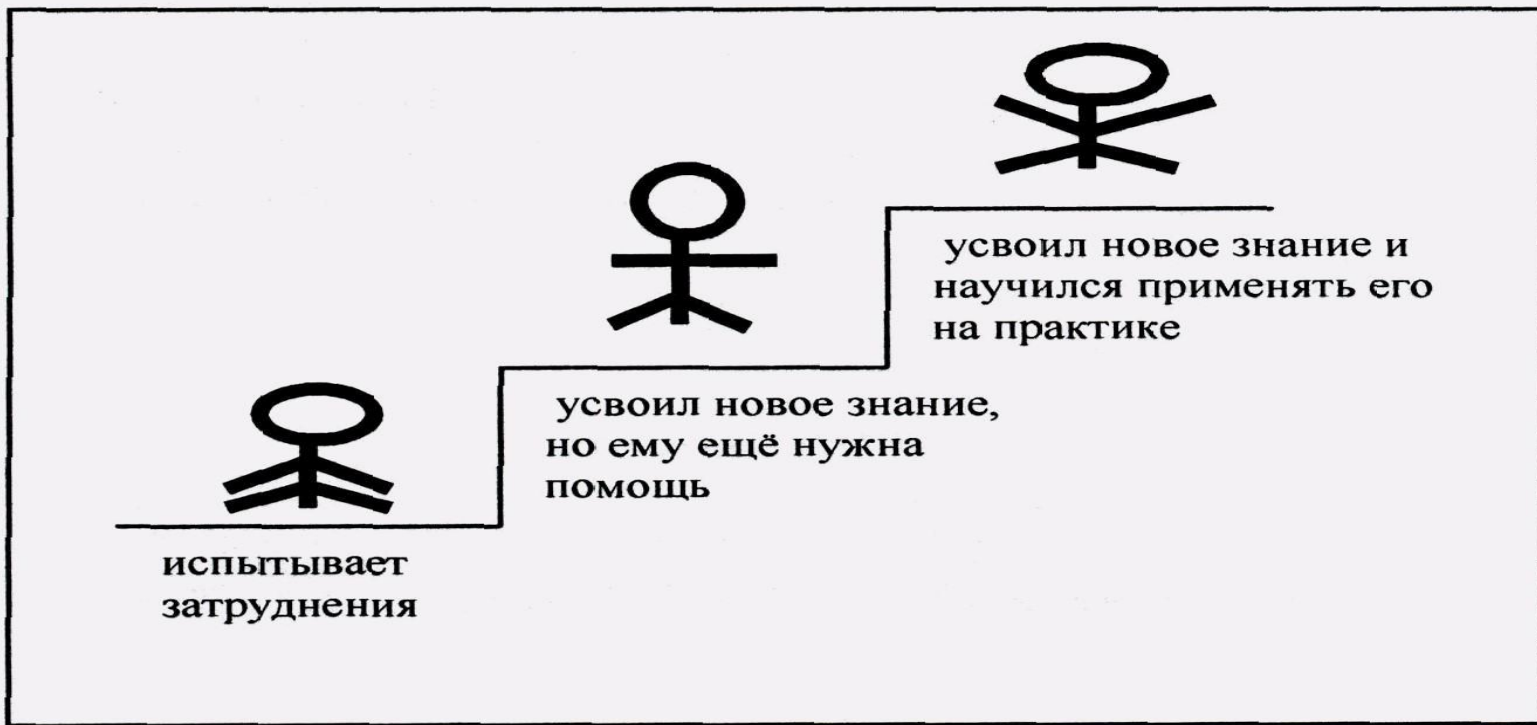 усвоил новое знание и
научился применять его
на практике
усвоил новое знание,
но ему ещё нужна
помощь
испытывает
затруднения